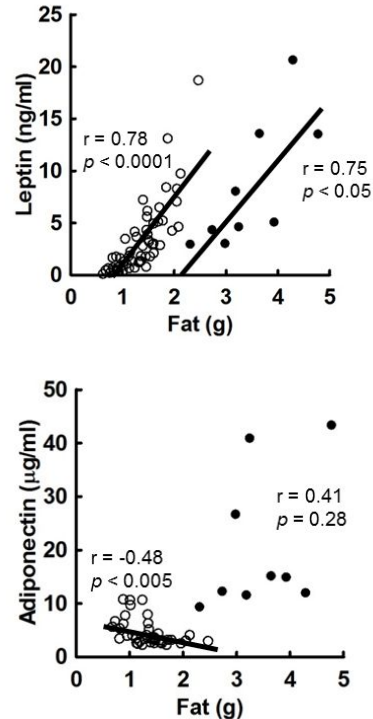 25
20
15
10
5
0
Leptin (ng/ml)
r = 0.78
p < 0.0001
r = 0.75
p < 0.05
0 1 2 3 4 5
Fat (g)
50
40
30
20
10
0
Adiponectin (μg/ml)
r = 0.41
p = 0.28
r = -0.48
p < 0.005
0 1 2 3 4 5
Fat (g)